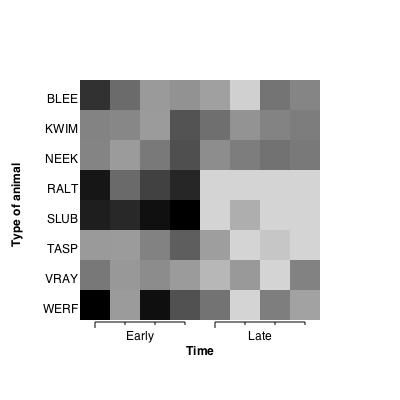 BLEE
KWIM
NEEK
RALT
SLUB
TASP
VRAY
WERF
Type of animal
Early Late
Time